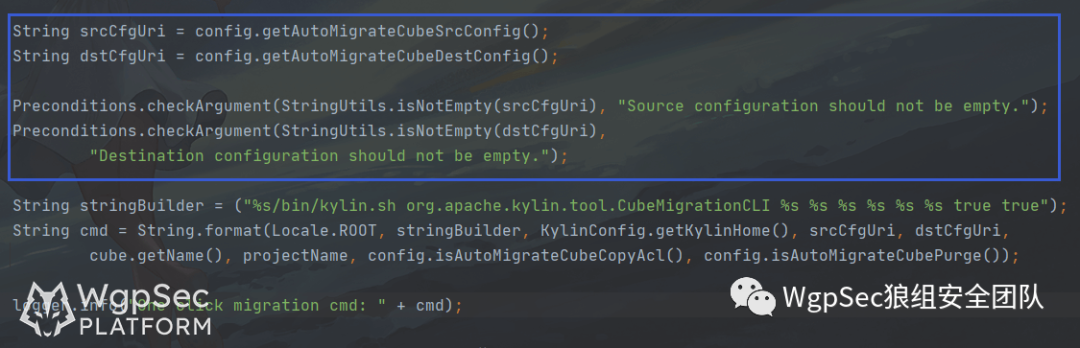 String srcCfgUri = config.getAutoMigrateCubeSrcConfig();
String dstCfgUri = config.getAutoMigrateCubeDestConfig();
Preconditions.checkArgument(StringUtils.isNotEmpty(srcCfgUri), "Source configuration should not be empty.");
Preconditions.checkArgument(StringUtils.isNotEmpty(dstCfgUri),
"Destination configuration should not be empty.");
String stringBuilder = ("%s/bin/kylin.sh org.apache.kylin.tool.CubeMigrationCLI %s %s %s %s %s %s true true");
String cmd = String.format(Locale.ROOT, stringBuilder, KylinConfig.getKylinHome(), srcCfgUri, dstCfgUri,
cube.getName(), projectName, config.isAutoMigrateCubeCopyAcl(), config.isAutoMigrateCubePurge());
click migration cmd: " + cmd);
WgpSec
PLATFORM
WgpSec狼组安全团队